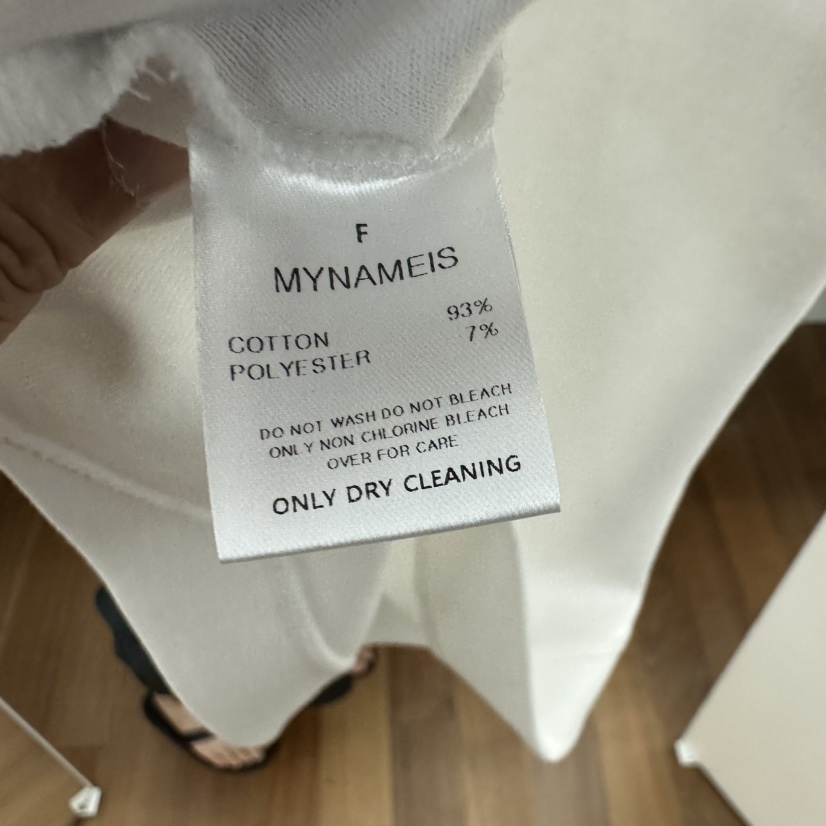 F
MYNAMEIS
COTTON 93%
POLYESTER 7%
DO NOT WASH DO NOT BLEACH
ONLY NON CHLORINE BLEACH
OVER FOR CARE
ONLY DRY CLEANING